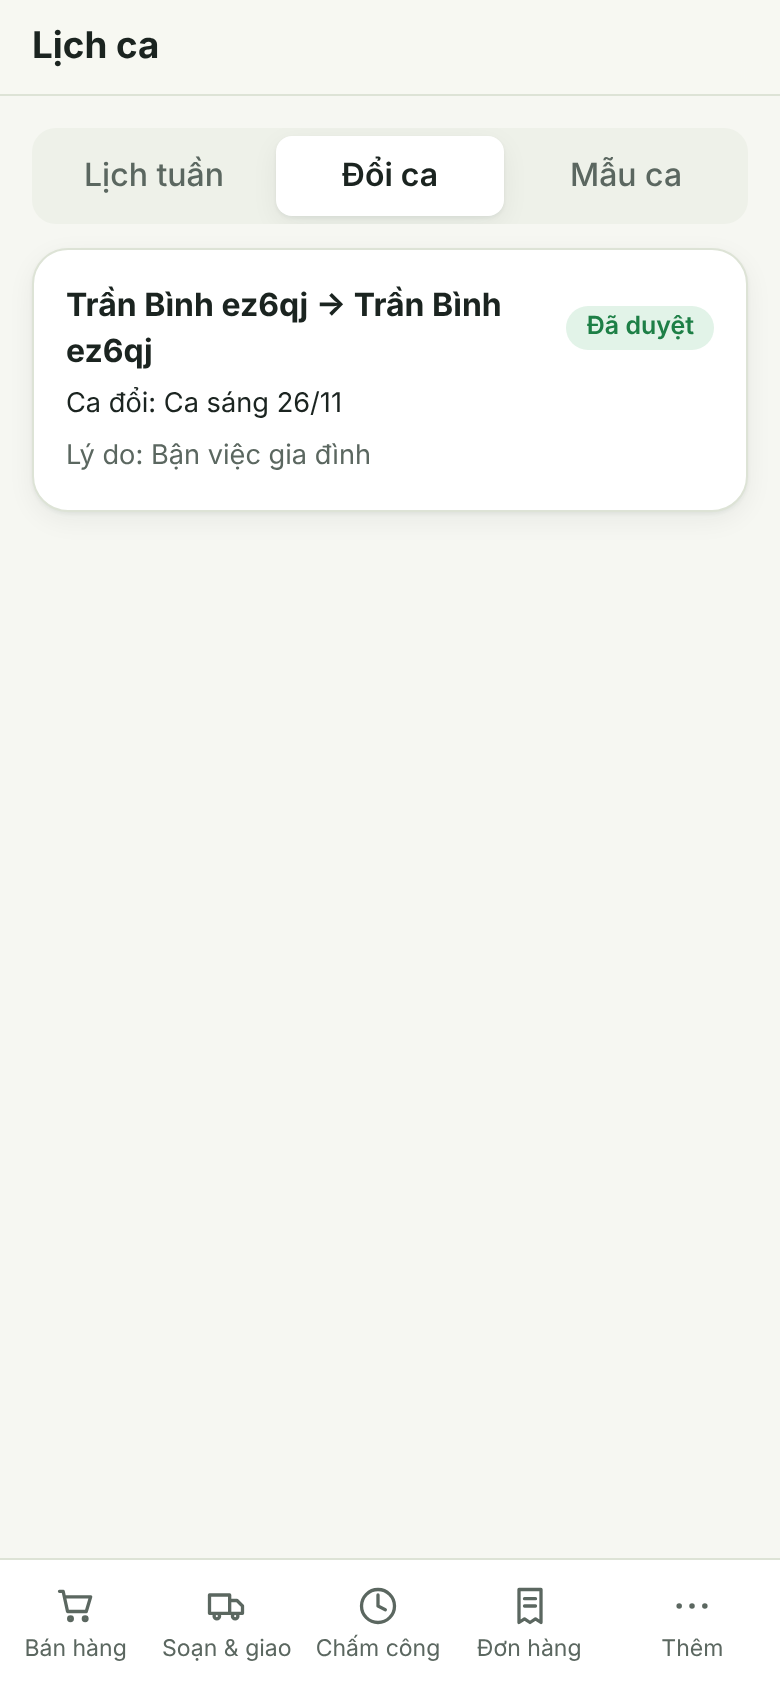 Lịch ca
Lịch tuần
Đổi ca
Mẫu ca
Trần Bình ez6qj → Trần Bình
ez6qj
Đã duyệt
Ca đổi: Ca sáng 26/11
Lý do: Bận việc gia đình
Bán hàng
Soạn & giao
Chấm công
Đơn hàng
Thêm